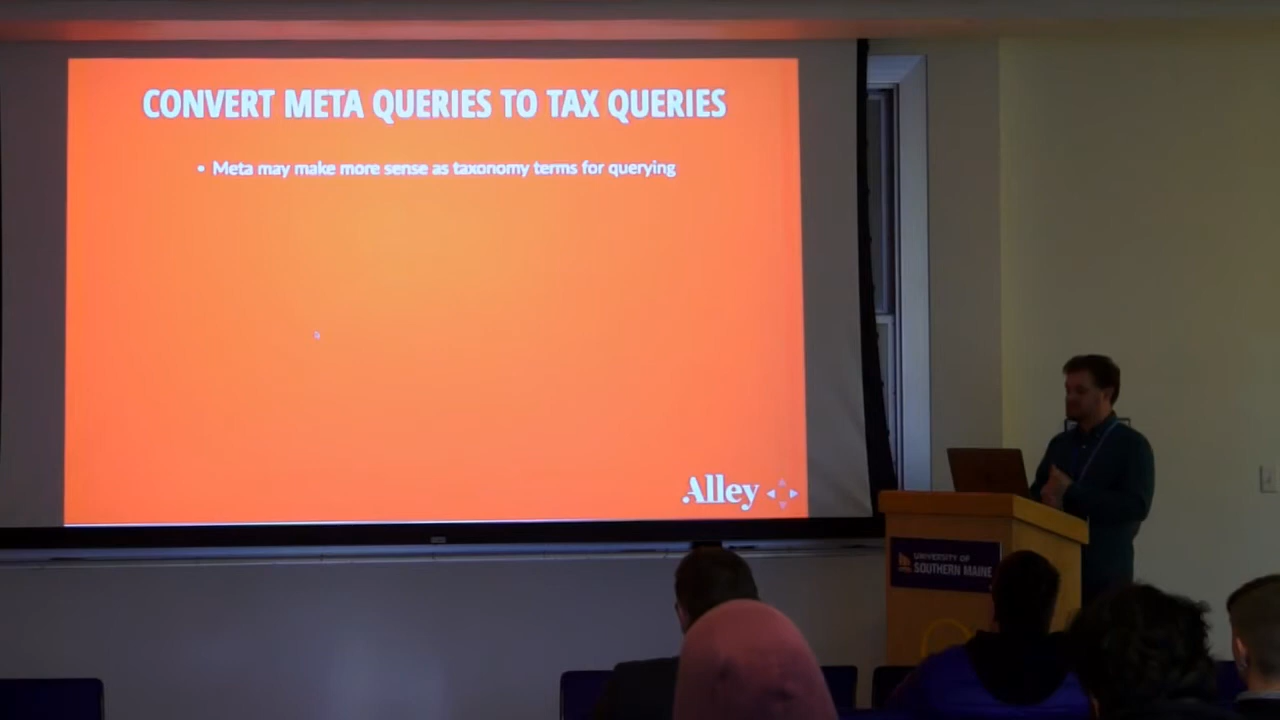 CONVERT META QUERIES TO TAX QUERIES
• Meta may make more sense as taxonomy terms for querying
Alley
UNIVERSITY OF
SOUTHERN MAINE